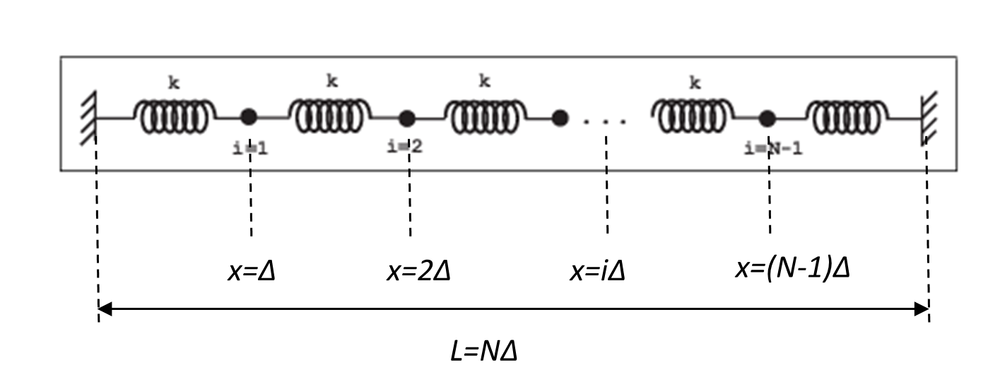 k k k k
. . .
i=1 i=2 i=N-1
x=Δ x=2Δ x=iΔ x=(N-1)Δ
L=NΔ